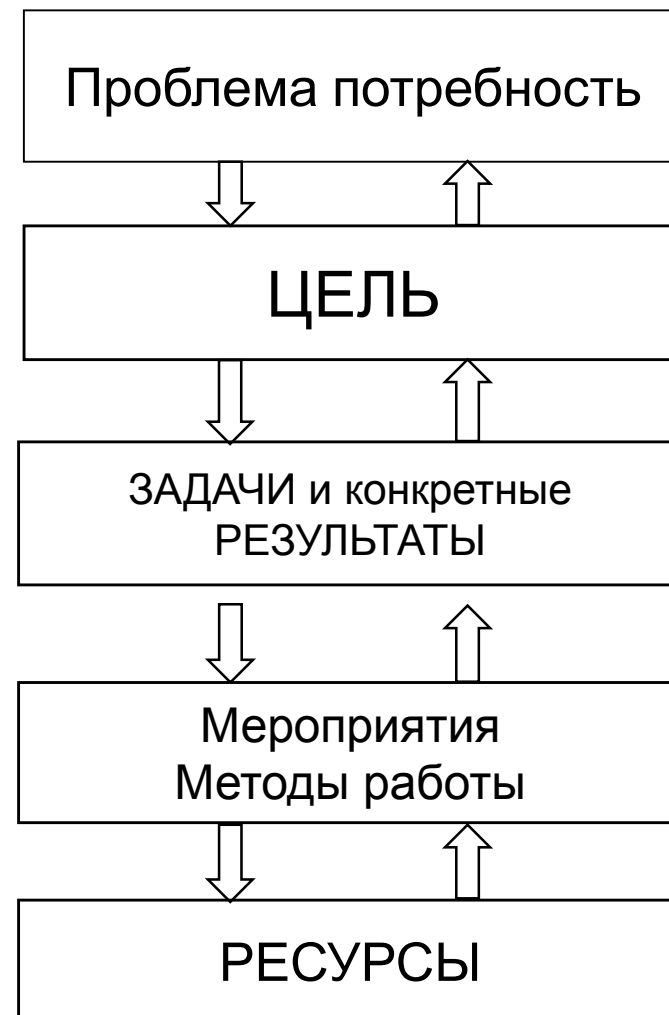 Проблема потребность
ЦЕЛЬ
ЗАДАЧИ и конкретные
РЕЗУЛЬТАТЫ
Мероприятия
Методы работы
РЕСУРСЫ